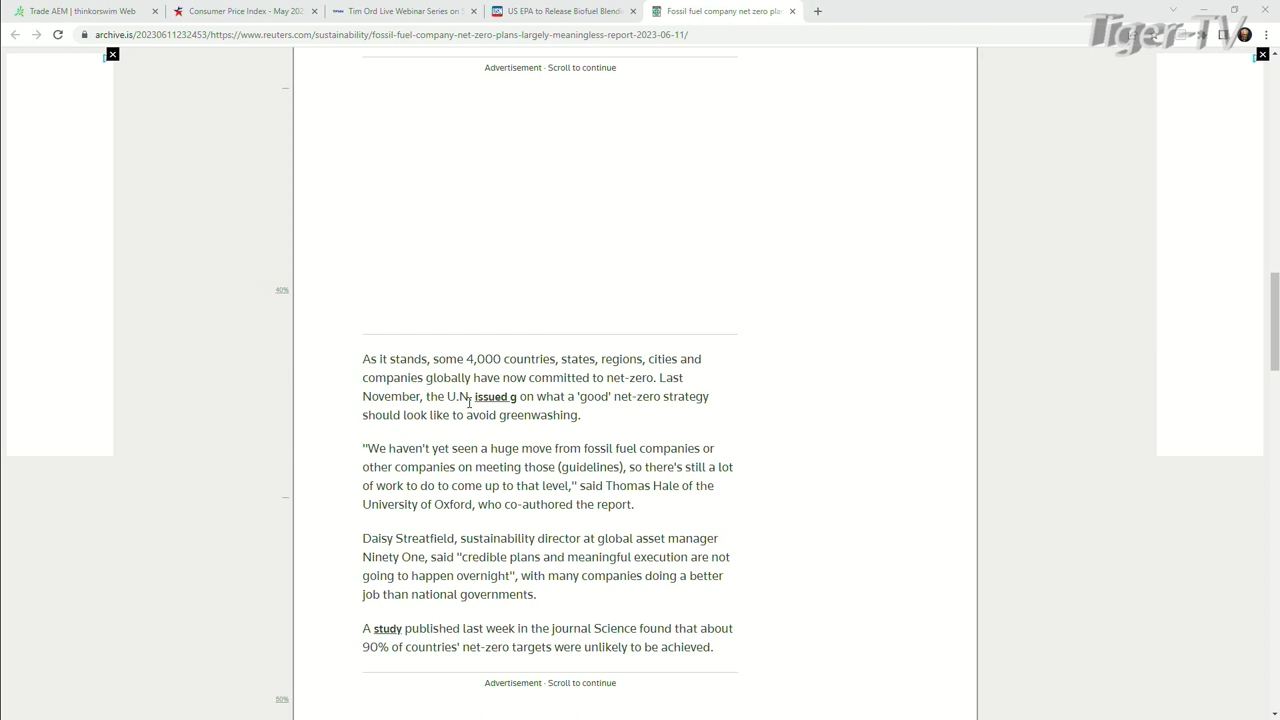 Trade AEM | thinkorswim Web
Consumer Price Index - May 202
Tim Ord Live Webinar Series on S
US EPA to Release Biofuel Blendi
Fossil fuel company net zero pla
Tiger-TV
archive.is/20230611232453/https://www.reuters.com/sustainability/fossil-fuel-company-net-zero-plans-largely-meaningless-report-2023-06-11/
Advertisement · Scroll to continue
40%
As it stands, some 4,000 countries, states, regions, cities and
companies globally have now committed to net-zero. Last
November, the U.N. issued g on what a 'good' net-zero strategy
should look like to avoid greenwashing.
"We haven't yet seen a huge move from fossil fuel companies or
other companies on meeting those (guidelines), so there's still a lot
of work to do to come up to that level," said Thomas Hale of the
University of Oxford, who co-authored the report.
Daisy Streatfield, sustainability director at global asset manager
Ninety One, said "credible plans and meaningful execution are not
going to happen overnight", with many companies doing a better
job than national governments.
A study published last week in the journal Science found that about
90% of countries' net-zero targets were unlikely to be achieved.
Advertisement · Scroll to continue
50%